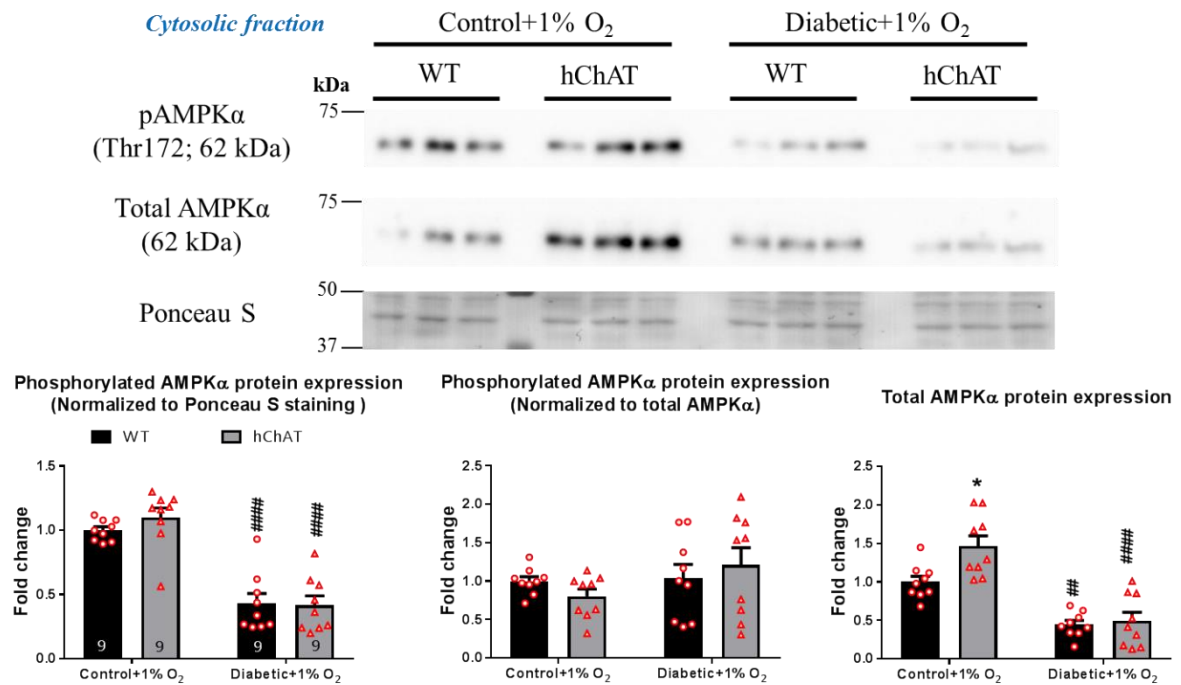 Cytosolic fraction
Control+1% O₂
Diabetic+1% O₂
WT
hChAT
WT
hChAT
kDa
75
pAMPKα
(Thr172; 62 kDa)
75
Total AMPKα
(62 kDa)
50
Ponceau S
37
Phosphorylated AMPKα protein expression
(Normalized to Ponceau S staining )
WT
hChAT
Fold change
1.5
1.0
0.5
0.0
####
####
9
9
9
9
Control+1% O₂
Diabetic+1% O₂
Phosphorylated AMPKα protein expression
(Normalized to total AMPKα)
Fold change
2.5
2.0
1.5
1.0
0.5
0.0
Control+1% O₂
Diabetic+1% O₂
Total AMPKα protein expression
Fold change
2.5
2.0
1.5
1.0
0.5
0.0
*
##
####
Control+1% O₂
Diabetic+1% O₂